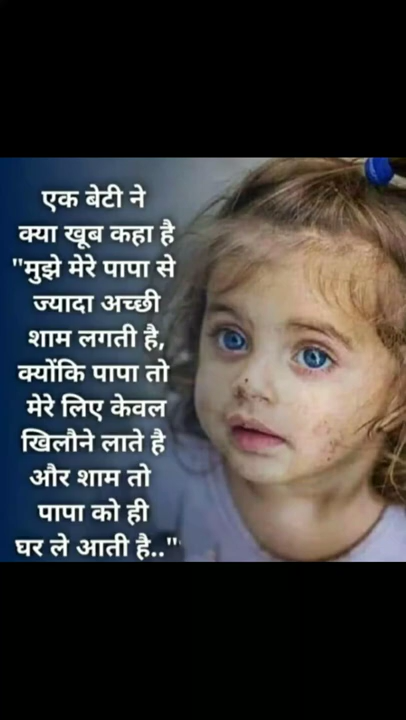 एक बेटी ने
क्या खूब कहा है
"मुझे मेरे पापा से
ज्यादा अच्छी
शाम लगती है,
क्योंकि पापा तो
मेरे लिए केवल
खिलौने लाते है
और शाम तो
पापा को ही
घर ले आती है.."